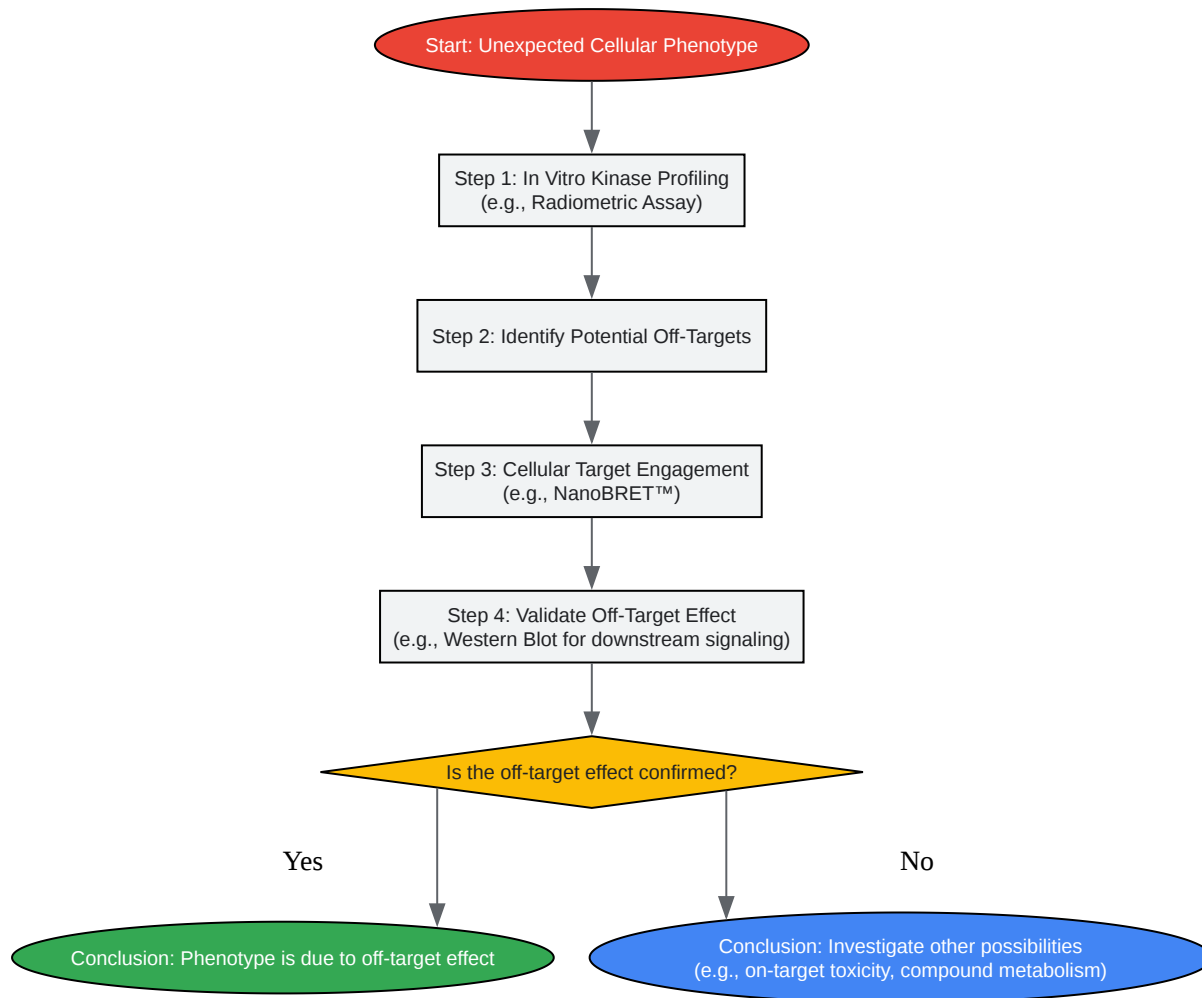 Start: Unexpected Cellular Phenotype
Step 1: In Vitro Kinase Profiling
(e.g., Radiometric Assay)
Step 2: Identify Potential Off-Targets
Step 3: Cellular Target Engagement
(e.g., NanoBRET™)
Step 4: Validate Off-Target Effect
(e.g., Western Blot for downstream signaling)
Is the off-target effect confirmed?
Yes
No
Conclusion: Phenotype is due to off-target effect
Conclusion: Investigate other possibilities
(e.g., on-target toxicity, compound metabolism)